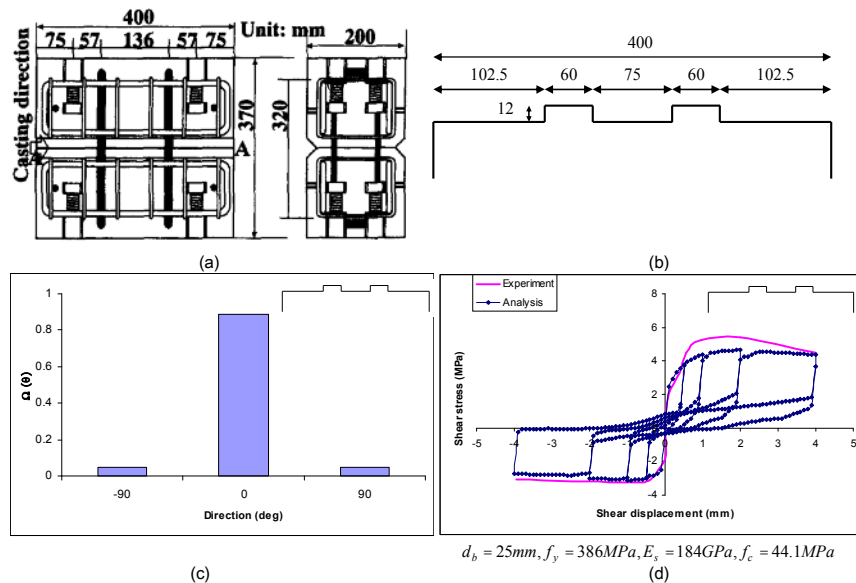 400
75 57 136 57 75
Unit: mm
200
Casting direction
370
320
A
A
(a)
400
102.5 60 75 60 102.5
12
(b)
1
0.8
0.6
0.4
0.2
0
Ω (θ)
-90 0 90
Direction (deg)
(c)
Experiment
Analysis
8
6
4
2
0
-2
-4
-5 -4 -3 -2 -1 0 1 2 3 4 5
Shear stress (MPa)
Shear displacement (mm)
d_b = 25mm, f_y = 386MPa, E_s = 184GPa, f_c = 44.1MPa
(d)